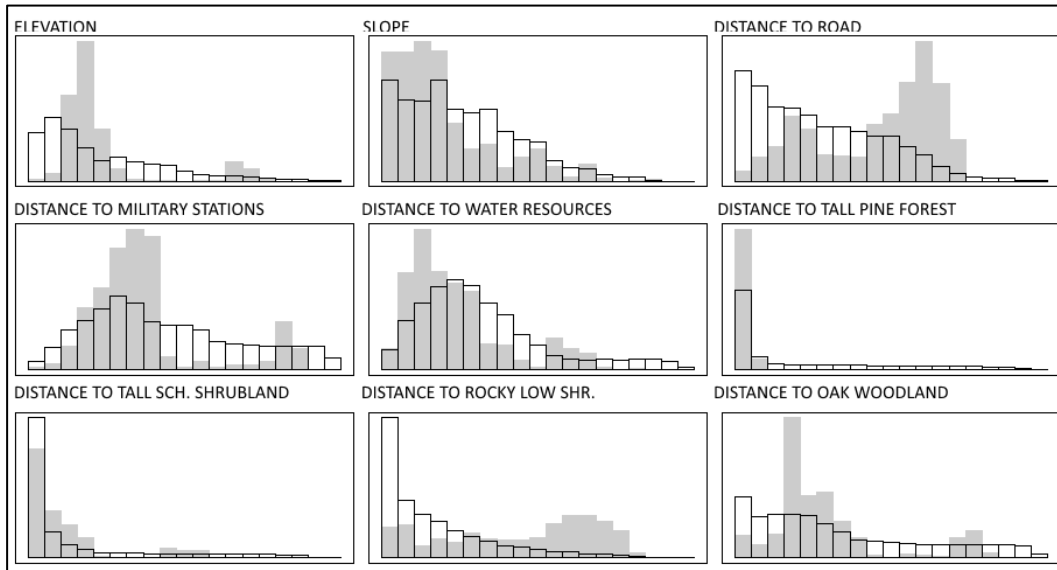 ELEVATION
SLOPE
DISTANCE TO ROAD
DISTANCE TO MILITARY STATIONS
DISTANCE TO WATER RESOURCES
DISTANCE TO TALL PINE FOREST
DISTANCE TO TALL SCH. SHRUBLAND
DISTANCE TO ROCKY LOW SHR.
DISTANCE TO OAK WOODLAND